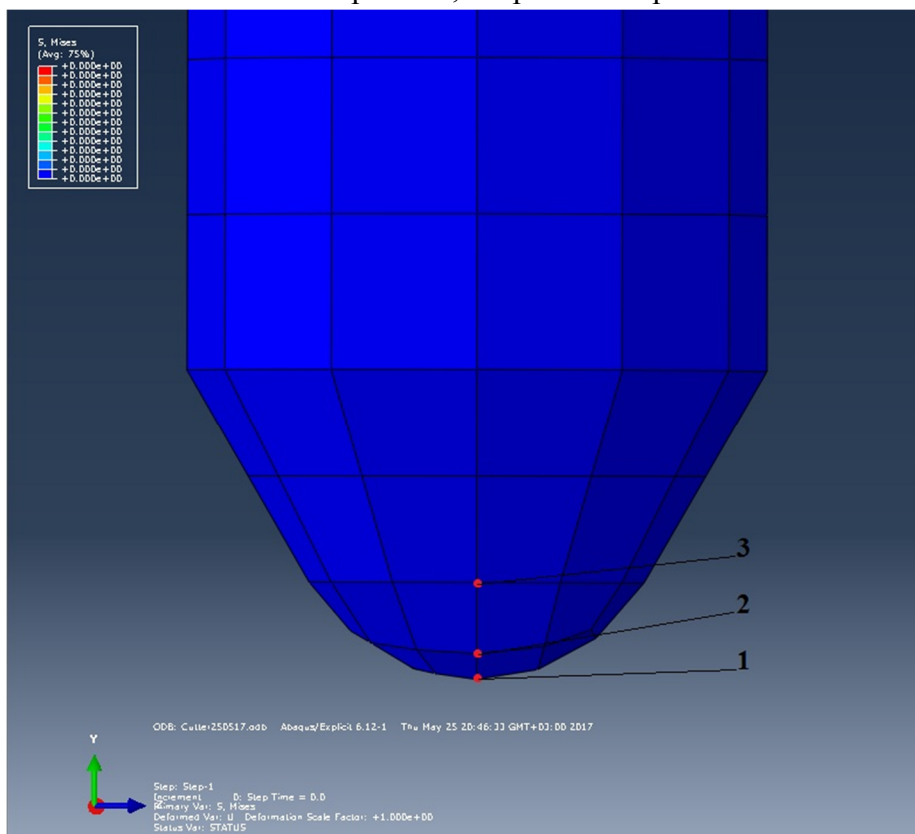 S, Mises
(Avg: 75%)
+0.000e+00
+0.000e+00
+0.000e+00
+0.000e+00
+0.000e+00
+0.000e+00
+0.000e+00
+0.000e+00
+0.000e+00
+0.000e+00
+0.000e+00
+0.000e+00
+0.000e+00
3
2
1
ODB: Cutter250517.odb Abaqus/Explicit 6.12-1 Thu May 25 20:46:33 GMT+03:00 2017
Y
Step: Step-1
Increment 0: Step Time = 0.0
Primary Var: S, Mises
Deformed Var: U Deformation Scale Factor: +1.000e+00
Status Var: STATUS